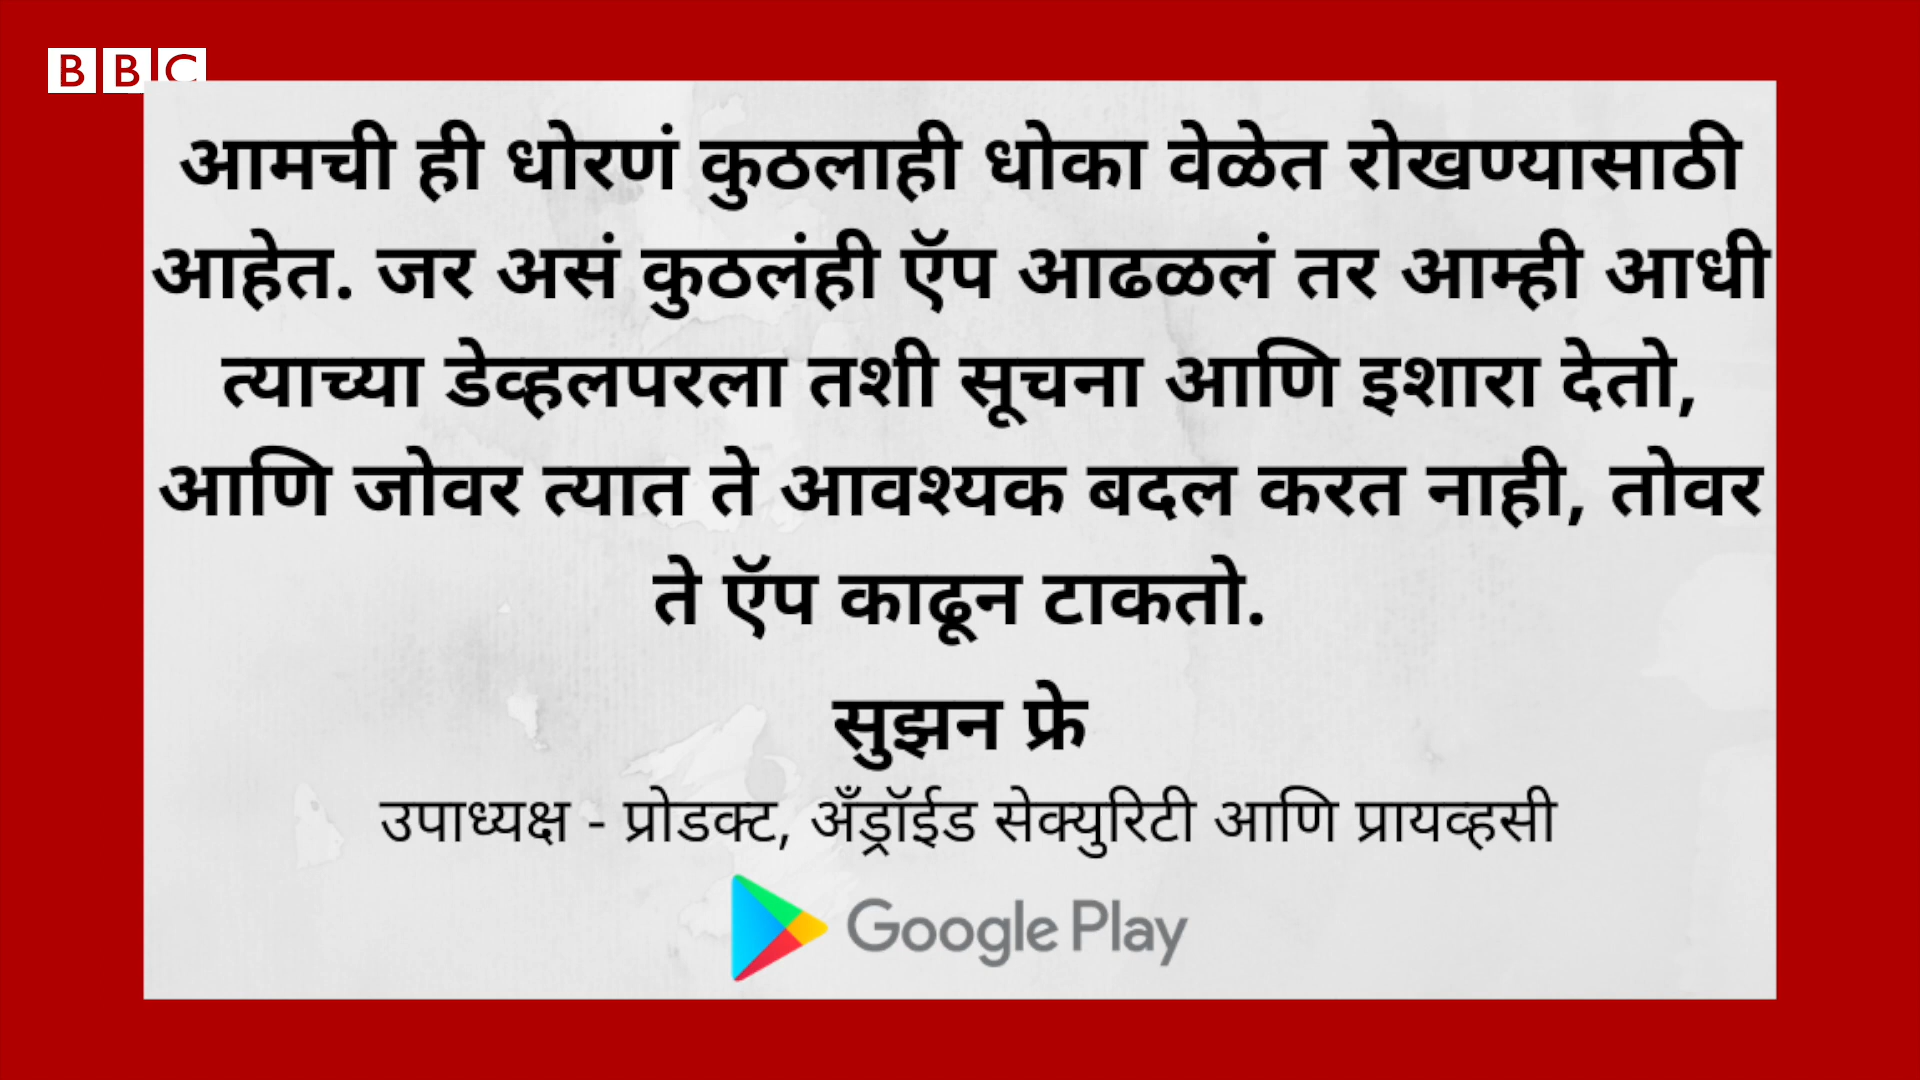 BBC
आमची ही धोरणं कुठलाही धोका वेळेत रोखण्यासाठी
आहेत. जर असं कुठलंही ऍप आढळलं तर आम्ही आधी
त्याच्या डेव्हलपरला तशी सूचना आणि इशारा देतो,
आणि जोवर त्यात ते आवश्यक बदल करत नाही, तोवर
ते ऍप काढून टाकतो.
सुझन फ्रे
उपाध्यक्ष - प्रोडक्ट, अँड्रॉईड सेक्युरिटी आणि प्रायव्हसी
Google Play